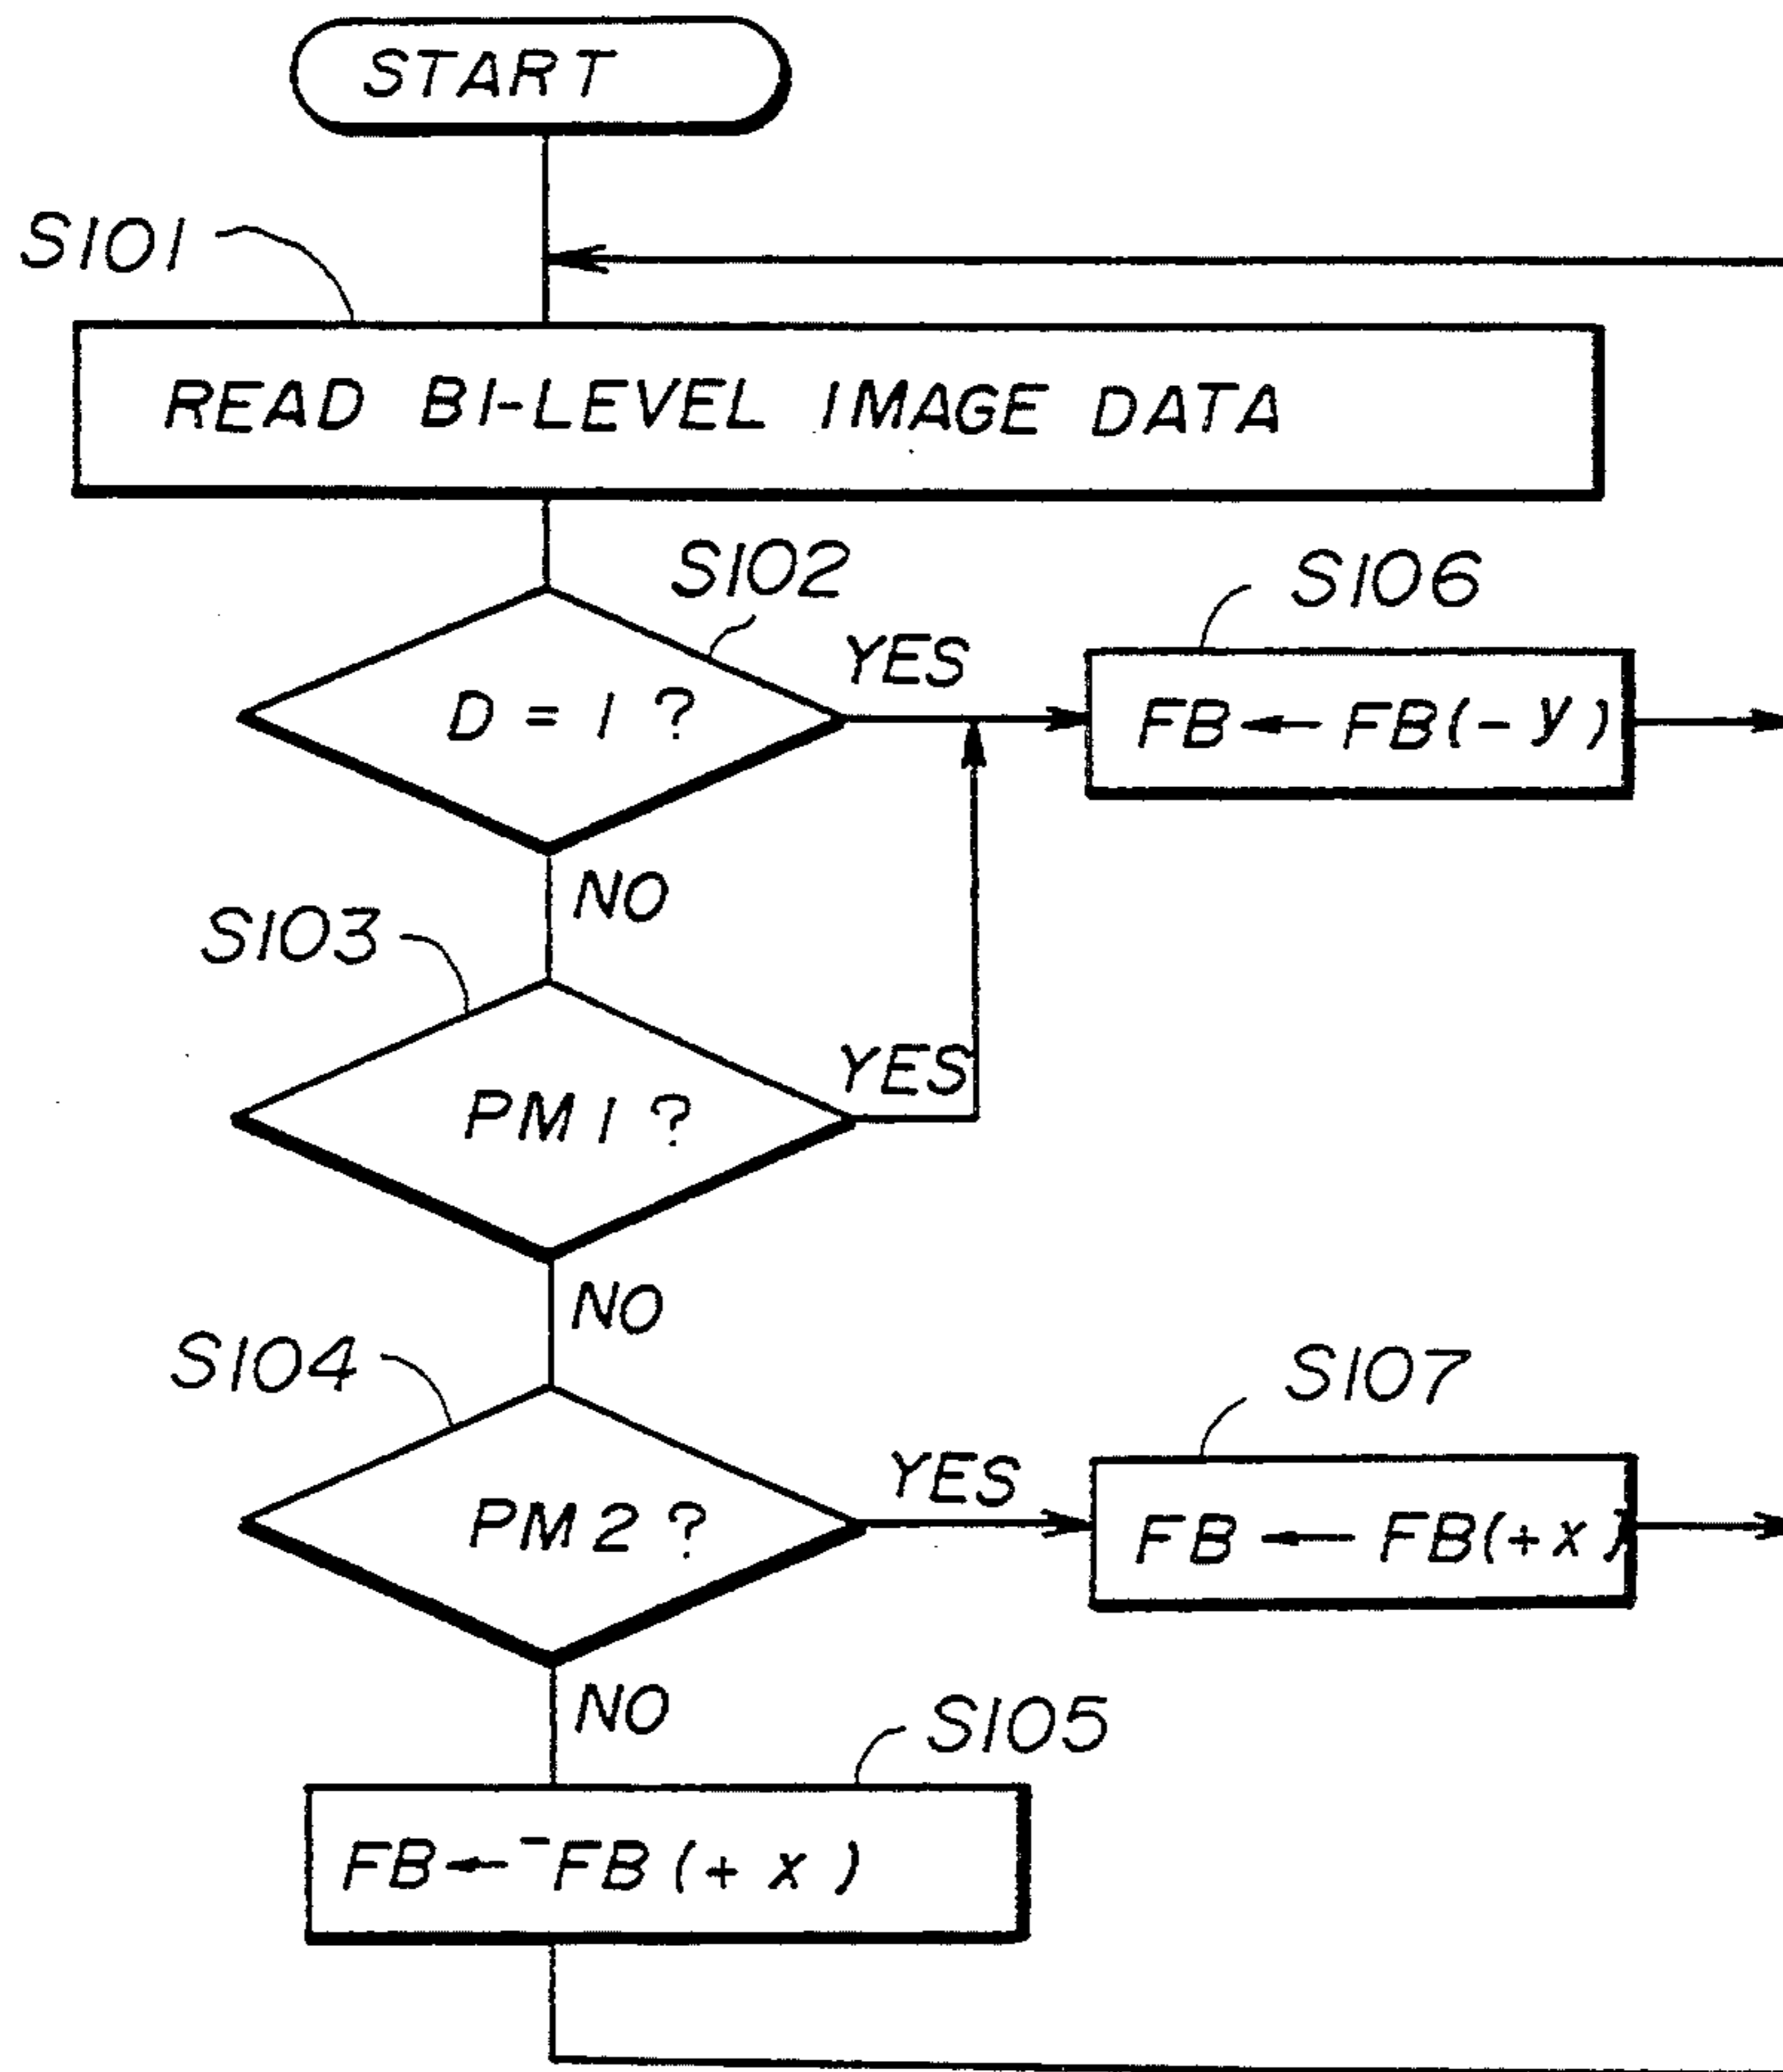 START
S101
READ BI-LEVEL IMAGE DATA
S102
D = 1 ?
YES
S106
FB ← FB(-y)
NO
S103
PM1 ?
YES
NO
S104
PM2 ?
YES
S107
FB ← FB(+x)
NO
S105
FB ← ¯FB(+x)